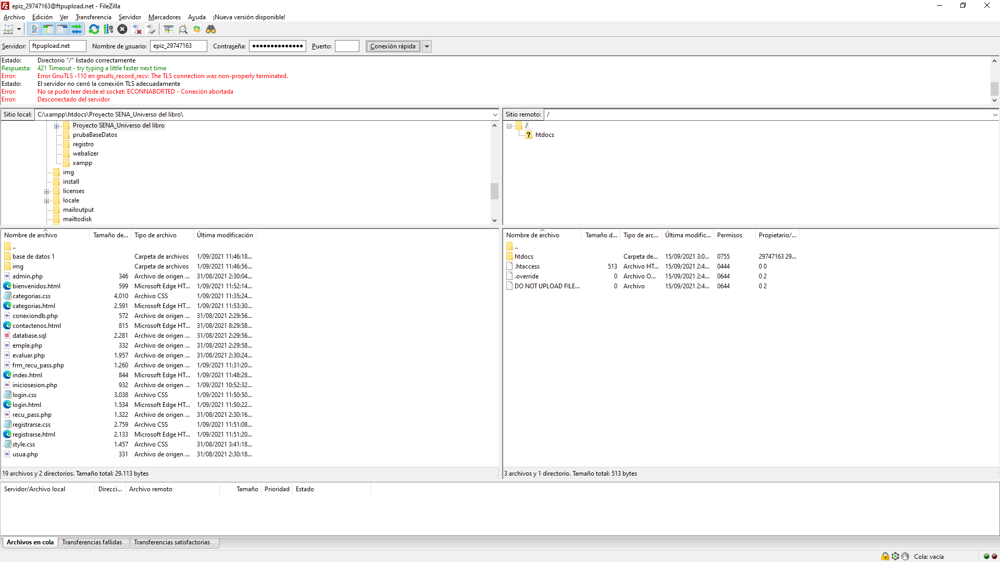 epiz_29747163@ftpupload.net - FileZilla
Archivo Edición Ver Transferencia Servidor Marcadores Ayuda ¡Nueva versión disponible!
Servidor: ftpupload.net Nombre de usuario: epiz_29747163 Contraseña: ●●●●●●●●●●●●●● Puerto: Conexión rápida
Estado: Directorio "/" listado correctamente
Respuesta: 421 Timeout - try typing a little faster next time
Error: Error GnuTLS -110 en gnutls_record_recv: The TLS connection was non-properly terminated.
Estado: El servidor no cerró la conexión TLS adecuadamente
Error: No se pudo leer desde el socket: ECONNABORTED - Conexión abortada
Error: Desconectado del servidor
Sitio local: C:\xampp\htdocs\Proyecto SENA_Universo del libro\
Proyecto SENA_Universo del libro
prubaBaseDatos
registro
webalizer
xampp
img
install
licenses
locale
mailoutput
mailtodisk
Sitio remoto: /
/
htdocs
Nombre de archivo Tamaño de... Tipo de archivo Última modificación
..
base de datos 1 Carpeta de archivos 1/09/2021 11:46:18...
img Carpeta de archivos 1/09/2021 11:46:56...
admin.php 346 Archivo de origen ... 31/08/2021 2:30:04...
bienvenidos.html 599 Microsoft Edge HT... 1/09/2021 11:52:14...
categorias.css 4.010 Archivo CSS 1/09/2021 11:35:24...
categorias.html 2.591 Microsoft Edge HT... 1/09/2021 11:53:30...
conexiondb.php 572 Archivo de origen ... 31/08/2021 2:29:56...
contactenos.html 815 Microsoft Edge HT... 31/08/2021 8:29:58...
database.sql 2.281 Archivo de origen ... 31/08/2021 2:29:56...
emple.php 332 Archivo de origen ... 31/08/2021 2:29:58...
evaluar.php 1.957 Archivo de origen ... 31/08/2021 2:30:24...
frm_recu_pass.php 1.260 Archivo de origen ... 1/09/2021 11:31:20...
index.html 844 Microsoft Edge HT... 1/09/2021 11:48:28...
iniciosesion.php 932 Archivo de origen ... 1/09/2021 10:52:32...
login.css 3.038 Archivo CSS 1/09/2021 11:50:50...
login.html 1.534 Microsoft Edge HT... 1/09/2021 11:50:22...
recu_pass.php 1.322 Archivo de origen ... 31/08/2021 2:30:16...
registrarse.css 2.759 Archivo CSS 1/09/2021 11:51:08...
registrarse.html 2.133 Microsoft Edge HT... 1/09/2021 11:51:20...
style.css 1.457 Archivo CSS 31/08/2021 3:41:18...
usua.php 331 Archivo de origen ... 31/08/2021 2:30:18...
19 archivos y 2 directorios. Tamaño total: 29.113 bytes
Nombre de archivo Tamaño d... Tipo de arc... Última modific... Permisos Propietario/...
..
htdocs Carpeta de... 15/09/2021 3:0... 0755 29747163 29...
.htaccess 513 Archivo HT... 15/09/2021 2:4... 0444 0 0
.override 0 Archivo O... 15/09/2021 2:4... 0644 0 2
DO NOT UPLOAD FILE... 0 Archivo 15/09/2021 2:4... 0644 0 2
3 archivos y 1 directorio. Tamaño total: 513 bytes
Servidor/Archivo local Direcci... Archivo remoto Tamaño Prioridad Estado
Archivos en cola Transferencias fallidas Transferencias satisfactorias
Cola: vacía